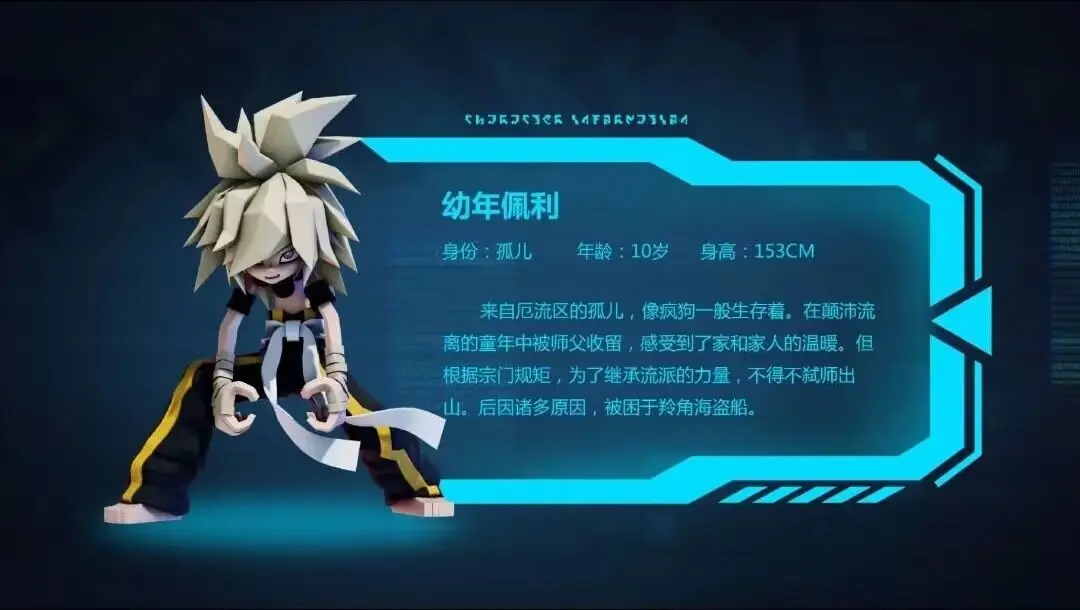 幼年佩利
身份：孤儿 年龄：10岁 身高：153CM
来自厄流区的孤儿，像疯狗一般生存着。在颠沛流
离的童年中被师父收留，感受到了家和家人的温暖。但
根据宗门规矩，为了继承流派的力量，不得不弑师出
山。后因诸多原因，被困于羚角海盗船。